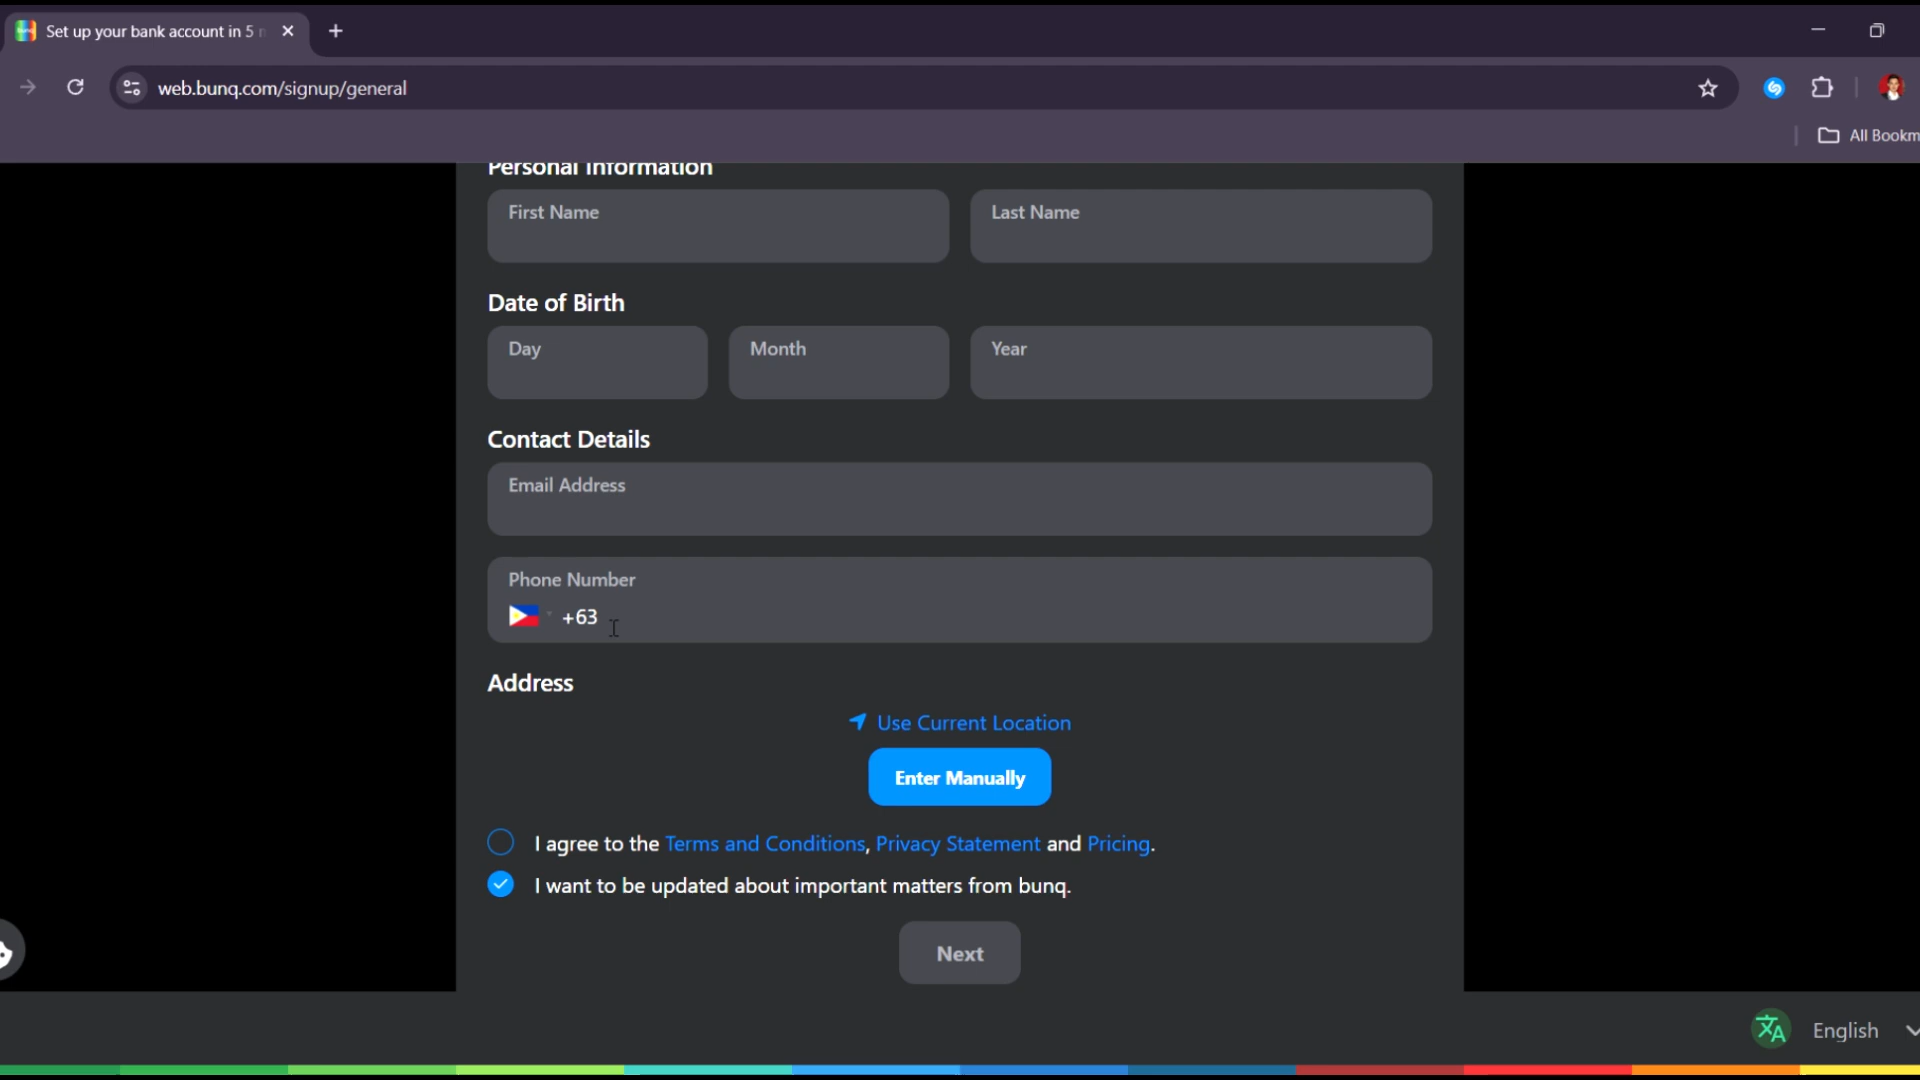 Set up your bank account in 5
web.bunq.com/signup/general
All Bookm
Personal Information
First Name
Last Name
Date of Birth
Day
Month
Year
Contact Details
Email Address
Phone Number
+63
Address
Use Current Location
Enter Manually
I agree to the Terms and Conditions, Privacy Statement and Pricing.
I want to be updated about important matters from bunq.
Next
English